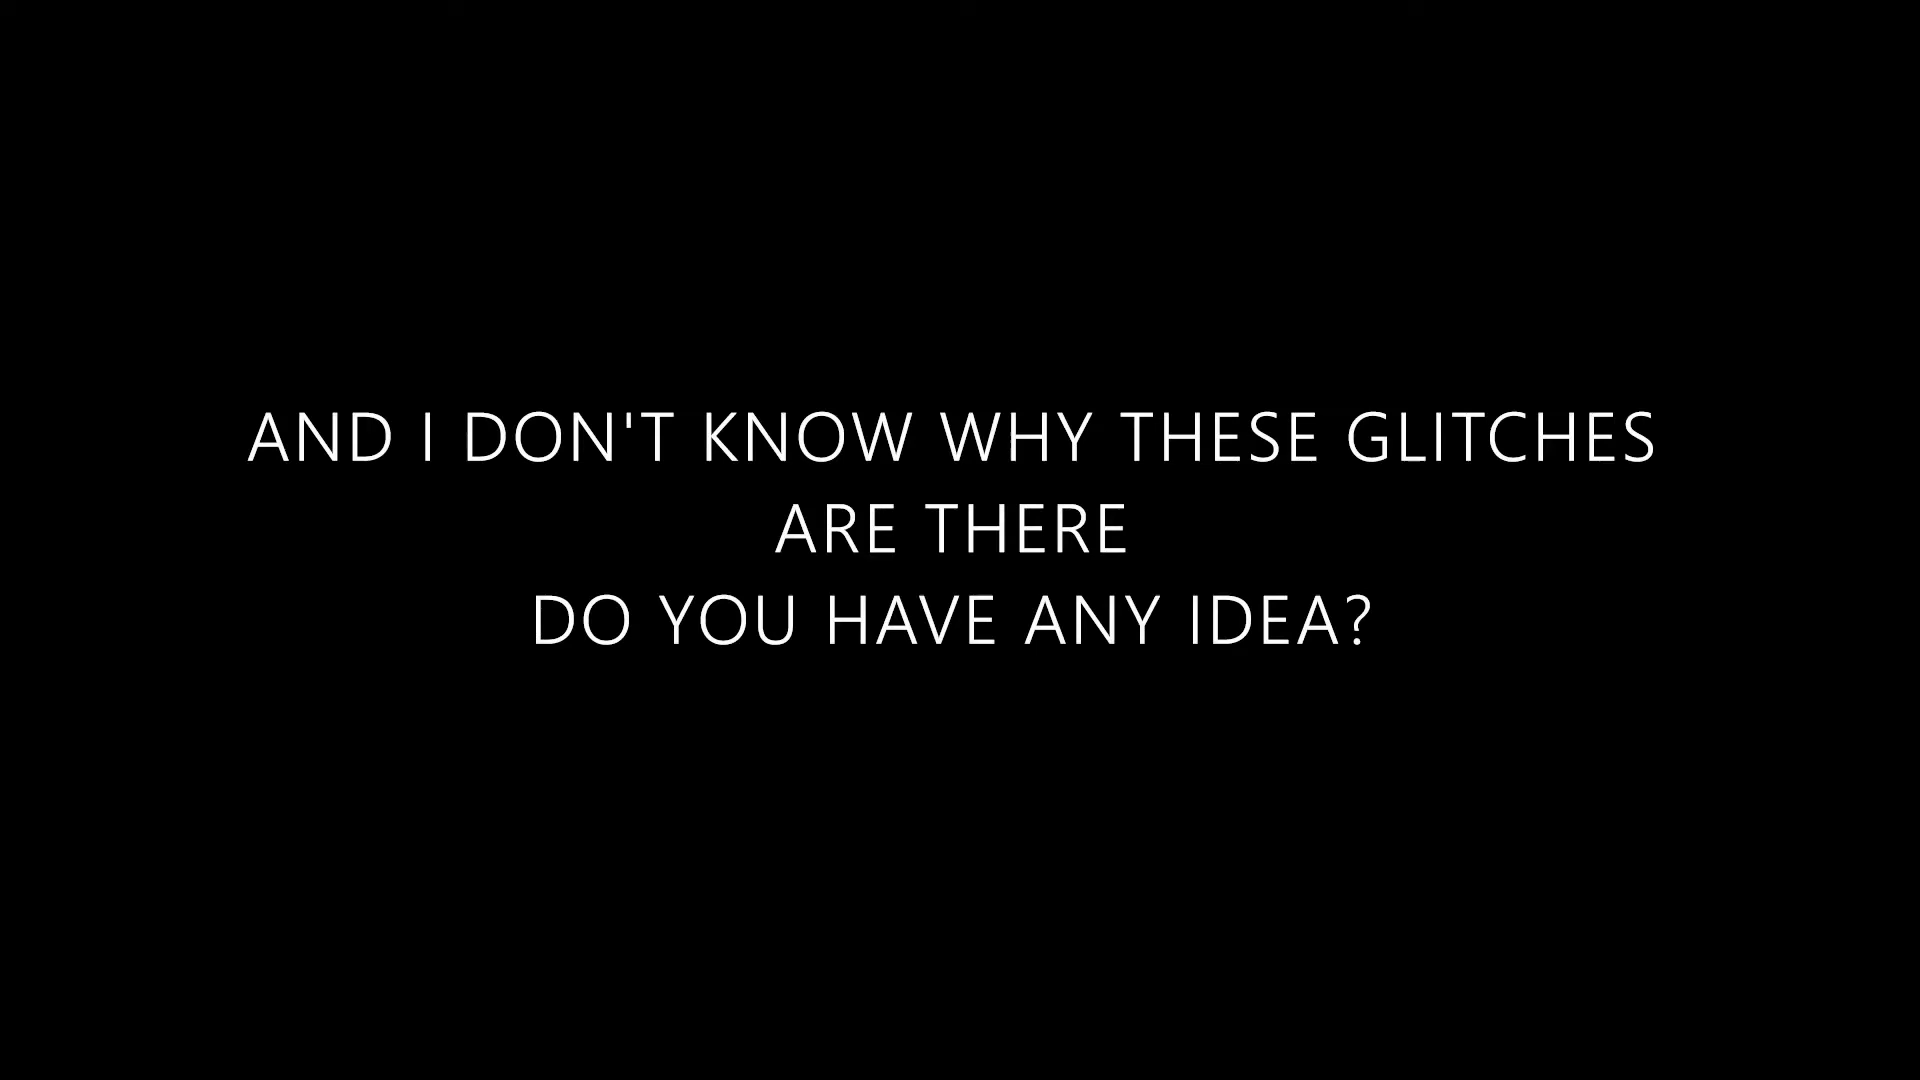 AND I DON'T KNOW WHY THESE GLITCHES
ARE THERE
DO YOU HAVE ANY IDEA?